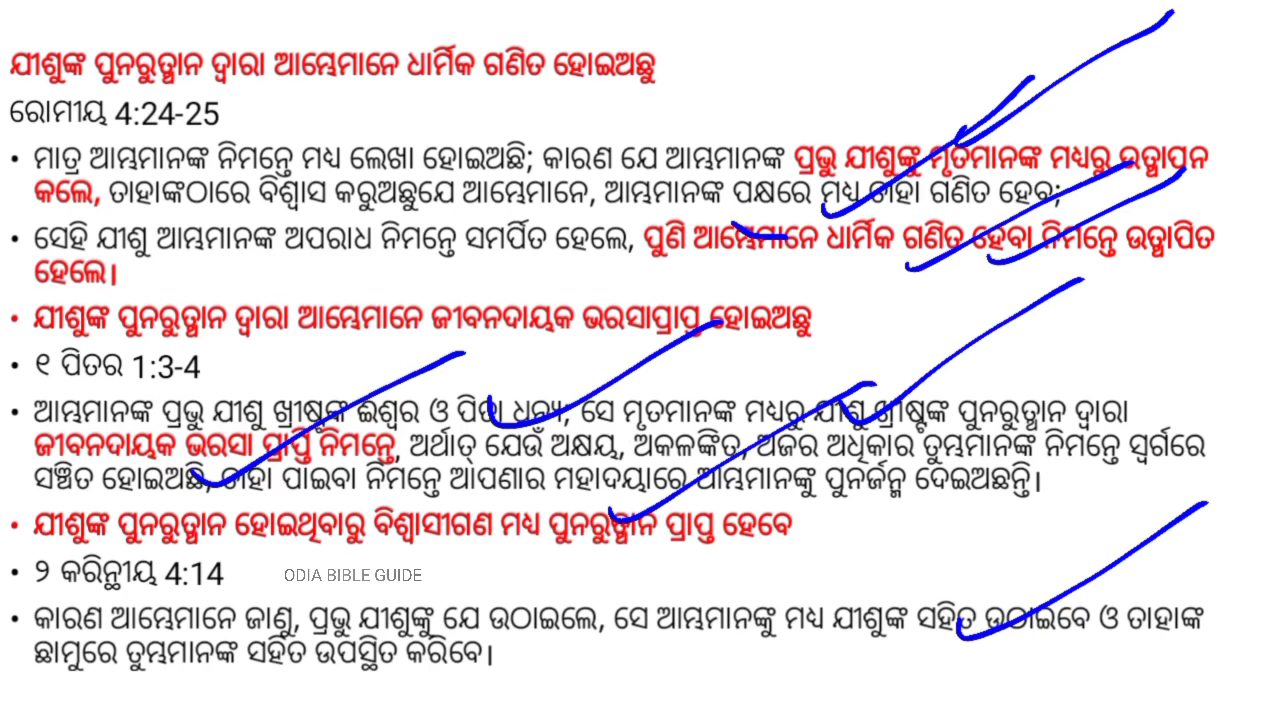 ଯୀଶୁଙ୍କ ପୁନରୁତ୍ଥାନ ଦ୍ୱାରା ଆମ୍ଭେମାନେ ଧାର୍ମିକ ଗଣିତ ହୋଇଅଛୁ
ରୋମୀୟ 4:24-25
• ମାତ୍ର ଆମ୍ଭମାନଙ୍କ ନିମନ୍ତେ ମଧ୍ୟ ଲେଖା ହୋଇଅଛି; କାରଣ ଯେ ଆମ୍ଭମାନଙ୍କ ପ୍ରଭୁ ଯୀଶୁଙ୍କୁ ମୃତମାନଙ୍କ ମଧ୍ୟରୁ ଉତ୍ଥାପନ
କଲେ, ତାହାଙ୍କଠାରେ ବିଶ୍ୱାସ କରୁଅଛୁଯେ ଆମ୍ଭେମାନେ, ଆମ୍ଭମାନଙ୍କ ପକ୍ଷରେ ମଧ୍ୟ ତାହା ଗଣିତ ହେବ;
• ସେହି ଯୀଶୁ ଆମ୍ଭମାନଙ୍କ ଅପରାଧ ନିମନ୍ତେ ସମର୍ପିତ ହେଲେ, ପୁଣି ଆମ୍ଭେମାନେ ଧାର୍ମିକ ଗଣିତ ହେବା ନିମନ୍ତେ ଉତ୍ଥାପିତ
ହେଲେ।
• ଯୀଶୁଙ୍କ ପୁନରୁତ୍ଥାନ ଦ୍ୱାରା ଆମ୍ଭେମାନେ ଜୀବନଦାୟକ ଭରସାପ୍ରାପ୍ତ ହୋଇଅଛୁ
• ୧ ପିତର 1:3-4
• ଆମ୍ଭମାନଙ୍କ ପ୍ରଭୁ ଯୀଶୁ ଖ୍ରୀଷ୍ଟଙ୍କ ଈଶ୍ୱର ଓ ପିତା ଧନ୍ୟ; ସେ ମୃତମାନଙ୍କ ମଧ୍ୟରୁ ଯୀଶୁ ଖ୍ରୀଷ୍ଟଙ୍କ ପୁନରୁତ୍ଥାନ ଦ୍ୱାରା
ଜୀବନଦାୟକ ଭରସା ପ୍ରାପ୍ତି ନିମନ୍ତେ, ଅର୍ଥାତ୍ ଯେଉଁ ଅକ୍ଷୟ, ଅକଳଙ୍କିତ, ଅଜର ଅଧିକାର ତୁମ୍ଭମାନଙ୍କ ନିମନ୍ତେ ସ୍ୱର୍ଗରେ
ସଞ୍ଚିତ ହୋଇଅଛି, ତାହା ପାଇବା ନିମନ୍ତେ ଆପଣାର ମହାଦୟାରେ ଆମ୍ଭମାନଙ୍କୁ ପୁନର୍ଜନ୍ମ ଦେଇଅଛନ୍ତି।
• ଯୀଶୁଙ୍କ ପୁନରୁତ୍ଥାନ ହୋଇଥିବାରୁ ବିଶ୍ୱାସୀଗଣ ମଧ୍ୟ ପୁନରୁତ୍ଥାନ ପ୍ରାପ୍ତ ହେବେ
• ୨ କରିନ୍ଥୀୟ 4:14
ODIA BIBLE GUIDE
• କାରଣ ଆମ୍ଭେମାନେ ଜାଣୁ, ପ୍ରଭୁ ଯୀଶୁଙ୍କୁ ଯେ ଉଠାଇଲେ, ସେ ଆମ୍ଭମାନଙ୍କୁ ମଧ୍ୟ ଯୀଶୁଙ୍କ ସହିତ ଉଠାଇବେ ଓ ତାହାଙ୍କ
ଛାମୁରେ ତୁମ୍ଭମାନଙ୍କ ସହିତ ଉପସ୍ଥିତ କରିବେ।